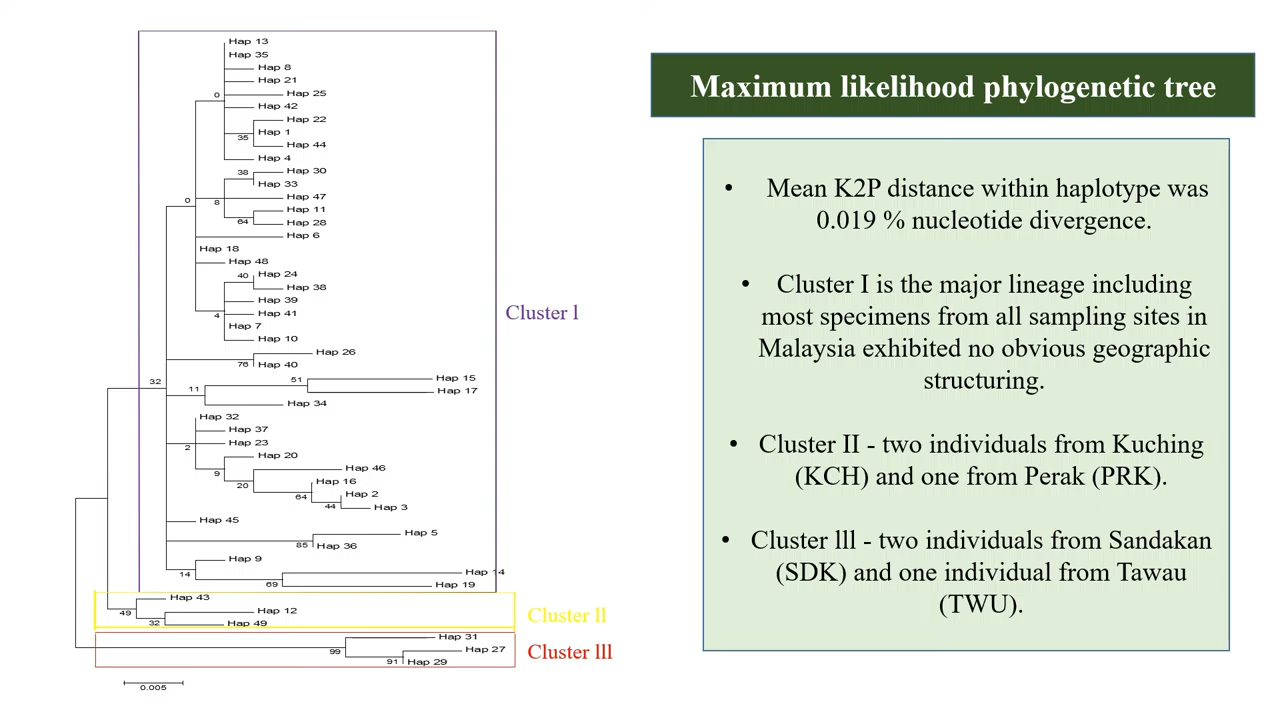 Hap 13
Hap 35
Hap 8
Hap 21
0
Hap 25
Hap 42
Hap 22
Hap 1
35
Hap 44
Hap 4
Hap 30
38
Hap 33
0
8
Hap 47
Hap 11
64
Hap 28
Hap 6
Hap 18
Hap 48
Hap 24
40
Hap 38
Hap 39
4
Hap 41
Hap 7
Hap 10
Hap 26
76
Hap 40
32
51
Hap 15
11
Hap 17
Hap 34
Hap 32
Hap 37
2
Hap 23
Hap 20
9
Hap 46
20
Hap 16
64
Hap 2
44
Hap 3
Hap 45
Hap 5
85
Hap 36
Hap 9
14
Hap 14
69
Hap 19
Hap 43
49
Hap 12
32
Hap 49
Hap 31
99
Hap 27
91
Hap 29
0.005
Cluster l
Cluster ll
Cluster lll
Maximum likelihood phylogenetic tree
• Mean K2P distance within haplotype was
0.019 % nucleotide divergence.
• Cluster I is the major lineage including
most specimens from all sampling sites in
Malaysia exhibited no obvious geographic
structuring.
• Cluster II - two individuals from Kuching
(KCH) and one from Perak (PRK).
• Cluster lll - two individuals from Sandakan
(SDK) and one individual from Tawau
(TWU).